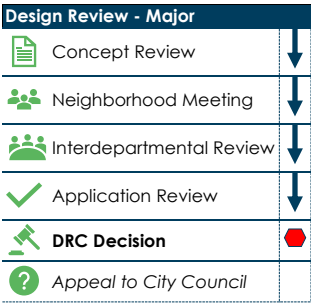 Design Review - Major
Concept Review
Neighborhood Meeting
Interdepartmental Review
Application Review
DRC Decision
? Appeal to City Council